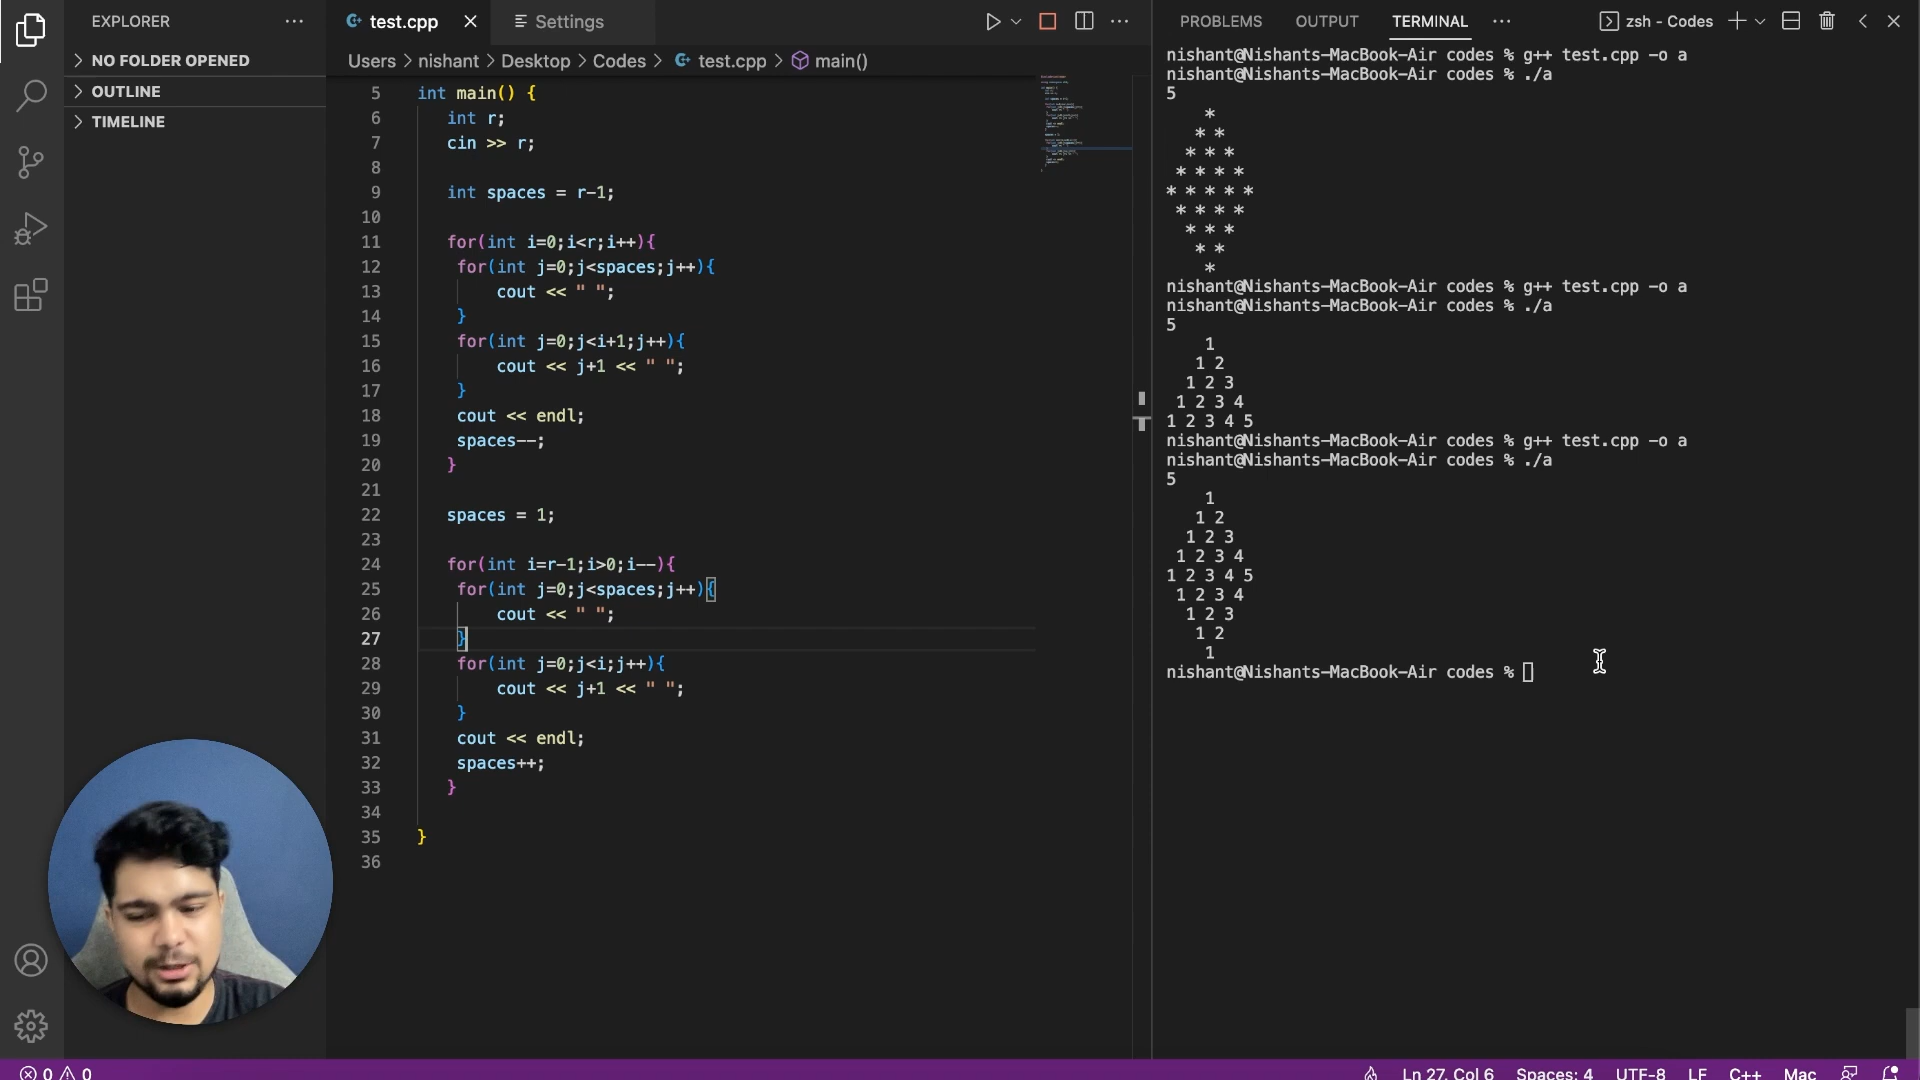 EXPLORER
NO FOLDER OPENED
OUTLINE
TIMELINE
test.cpp
Settings
Users > nishant > Desktop > Codes > test.cpp > main()
5 int main() {
6 int r;
7 cin >> r;
8
9 int spaces = r-1;
10
11 for(int i=0;i<r;i++){
12 for(int j=0;j<spaces;j++){
13 cout << " ";
14 }
15 for(int j=0;j<i+1;j++){
16 cout << j+1 << " ";
17 }
18 cout << endl;
19 spaces--;
20 }
21
22 spaces = 1;
23
24 for(int i=r-1;i>0;i--){
25 for(int j=0;j<spaces;j++){
26 cout << " ";
27 }
28 for(int j=0;j<i;j++){
29 cout << j+1 << " ";
30 }
31 cout << endl;
32 spaces++;
33 }
34
35 }
36
PROBLEMS OUTPUT TERMINAL ... zsh - Codes
nishant@Nishants-MacBook-Air codes % g++ test.cpp -o a
nishant@Nishants-MacBook-Air codes % ./a
5
*
* *
* * *
* * * *
* * * * *
* * * *
* * *
* *
*
nishant@Nishants-MacBook-Air codes % g++ test.cpp -o a
nishant@Nishants-MacBook-Air codes % ./a
5
1
1 2
1 2 3
1 2 3 4
1 2 3 4 5
nishant@Nishants-MacBook-Air codes % g++ test.cpp -o a
nishant@Nishants-MacBook-Air codes % ./a
5
1
1 2
1 2 3
1 2 3 4
1 2 3 4 5
1 2 3 4
1 2 3
1 2
1
nishant@Nishants-MacBook-Air codes %
0 0 Ln 27, Col 6 Spaces: 4 UTF-8 LF C++ Mac